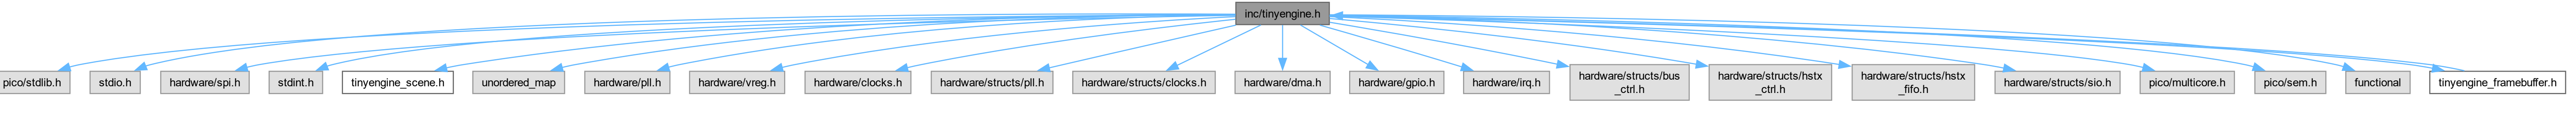 inc/tinyengine.h
pico/stdlib.h
stdio.h
hardware/spi.h
stdint.h
tinyengine_scene.h
unordered_map
hardware/pll.h
hardware/vreg.h
hardware/clocks.h
hardware/structs/pll.h
hardware/structs/clocks.h
hardware/dma.h
hardware/gpio.h
hardware/irq.h
hardware/structs/bus
_ctrl.h
hardware/structs/hstx
_ctrl.h
hardware/structs/hstx
_fifo.h
hardware/structs/sio.h
pico/multicore.h
pico/sem.h
functional
tinyengine_framebuffer.h